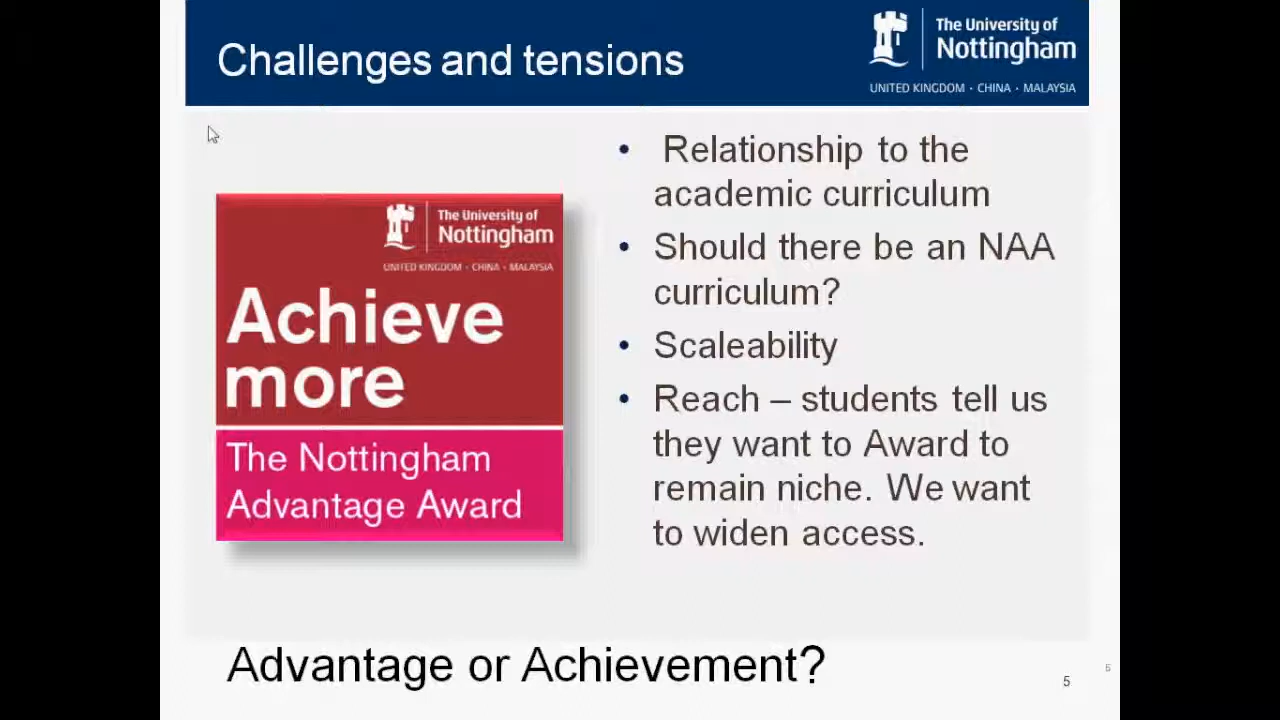 Challenges and tensions
The University of
Nottingham
UNITED KINGDOM · CHINA · MALAYSIA
The University of
Nottingham
UNITED KINGDOM · CHINA · MALAYSIA
Achieve
more
The Nottingham
Advantage Award
• Relationship to the
academic curriculum
• Should there be an NAA
curriculum?
• Scaleability
• Reach – students tell us
they want to Award to
remain niche. We want
to widen access.
Advantage or Achievement?
5
5